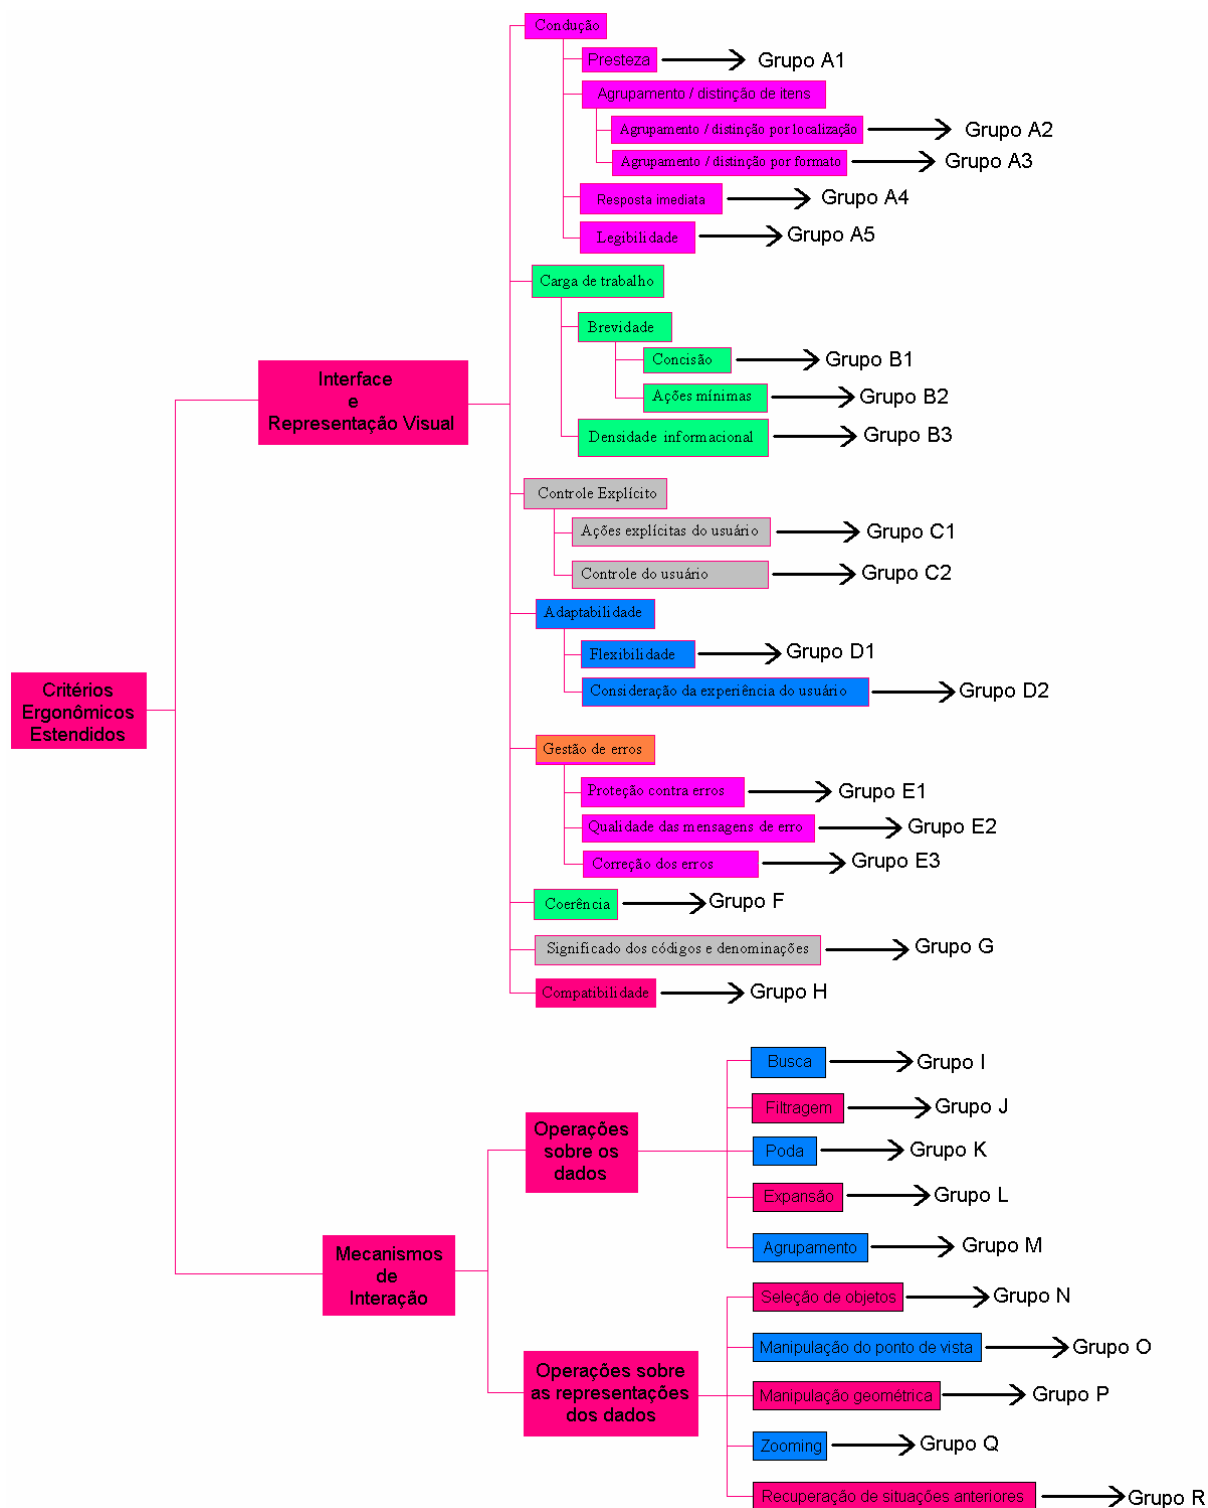 Condução
Presteza
Grupo A1
Agrupamento / distinção de itens
Agrupamento / distinção por localização
Grupo A2
Agrupamento / distinção por formato
Grupo A3
Resposta imediata
Grupo A4
Legibilidade
Grupo A5
Carga de trabalho
Brevidade
Concisão
Grupo B1
Ações mínimas
Grupo B2
Densidade informacional
Grupo B3
Interface
e
Representação Visual
Controle Explícito
Ações explícitas do usuário
Grupo C1
Controle do usuário
Grupo C2
Adaptabilidade
Flexibilidade
Grupo D1
Consideração da experiência do usuário
Grupo D2
Critérios
Ergonômicos
Estendidos
Gestão de erros
Proteção contra erros
Grupo E1
Qualidade das mensagens de erro
Grupo E2
Correção dos erros
Grupo E3
Coerência
Grupo F
Significado dos códigos e denominações
Grupo G
Compatibilidade
Grupo H
Mecanismos
de
Interação
Operações
sobre os
dados
Busca
Grupo I
Filtragem
Grupo J
Poda
Grupo K
Expansão
Grupo L
Agrupamento
Grupo M
Operações sobre
as representações
dos dados
Seleção de objetos
Grupo N
Manipulação do ponto de vista
Grupo O
Manipulação geométrica
Grupo P
Zooming
Grupo Q
Recuperação de situações anteriores
Grupo R